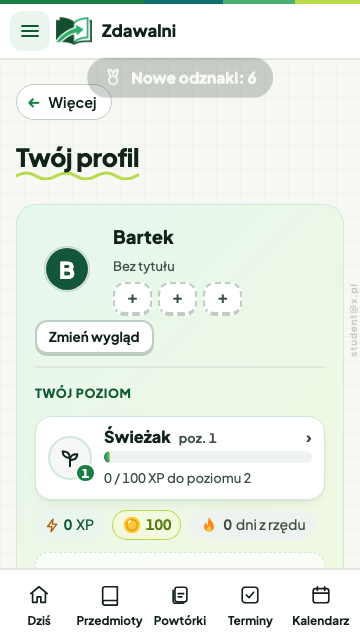 Zdawalni
Nowe odznaki: 6
Więcej
Twój profil
Bartek
B
Bez tytułu
+ + +
Zmień wygląd
student@x.pl
TWÓJ POZIOM
Świeżak poz. 1 ›
1
0 / 100 XP do poziomu 2
0 XP 100 0 dni z rzędu
Dziś Przedmioty Powtórki Terminy Kalendarz